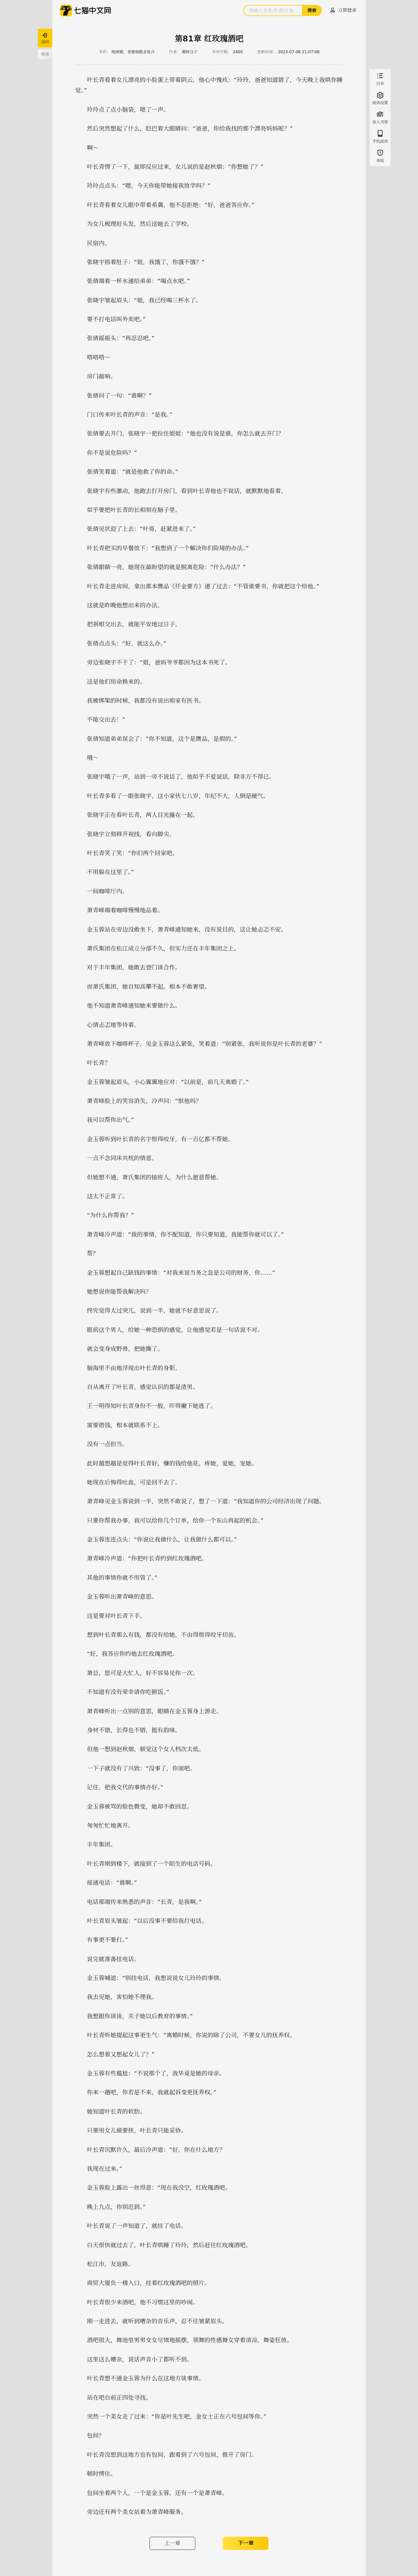 七猫中文网
请输入书名/作者/主角
搜索
立即登录
返回
阅读
目录
阅读设置
加入书架
手机阅读
举报
第81章 红玫瑰酒吧
作者：
本章字数： 2400
更新时间： 2023-07-08 21:07:08
叶长青看着着女儿漂亮的小脸蛋上带着阴云，他心中愧疚：“玲玲，爸爸知道错了，今天晚上我哄你睡
觉。”
玲玲点了点小脑袋，嗯了一声。
然后突然想起了什么，眨巴着大眼睛问：“爸爸，你给我找的那个漂亮妈妈呢？”
啊～
叶长青愣了一下，旋即反应过来，女儿说的是赵秋烟：“你想她了？”
玲玲点点头：“嗯，今天你能带她接我放学吗？”
叶长青看着女儿眼中带着希冀，他不忍拒绝：“好，爸爸答应你。”
为女儿梳理好头发，然后送她去了学校。
民宿内。
张晓宇捂着肚子：“姐，我饿了，你饿不饿？”
张倩端着一杯水递给弟弟：“喝点水吧。”
张晓宇皱起眉头：“姐，我已经喝三杯水了。
要不打电话叫外卖吧。”
张倩摇摇头：“再忍忍吧。”
嗒嗒嗒～
房门敲响。
张倩问了一句：“谁啊？”
门口传来叶长青的声音：“是我。”
张倩要去开门，张晓宇一把拉住姐姐：“他也没有说是谁，你怎么就去开门？
你不是说危险吗？”
张倩笑着道：“就是他救了你的命。”
张晓宇有些激动，他跑去打开房门，看到叶长青他也不说话，就默默地看着。
似乎要把叶长青的长相刻在脑子里。
张倩见状迎了上去：“叶哥，赶紧进来了。”
叶长青把买的早餐放下：“我想到了一个解决你们险境的办法。”
张倩眼睛一亮，她现在最盼望的就是脱离危险：“什么办法？”
叶长青走进房间，拿出那本赝品《仟金要方》递了过去：“不管谁要书，你就把这个给他。”
这就是昨晚他想出来的办法。
把祸根交出去，就能平安地过日子。
张倩点点头：“好，就这么办。”
旁边张晓宇不干了：“姐，爸妈爷爷都因为这本书死了。
这是他们用命换来的。
我被绑架的时候，我都没有说出咱家有医书。
不能交出去！”
张倩知道弟弟误会了：“你不知道，这个是赝品，是假的。”
哦～
张晓宇哦了一声，站到一旁不说话了，他似乎不爱说话，除非万不得已。
叶长青多看了一眼张晓宇，这小家伙七八岁，年纪不大，人倒是硬气。
张晓宇正在看叶长青，两人目光撞在一起。
张晓宇立刻移开视线，看向脚尖。
叶长青笑了笑：“你们两个回家吧。
不用躲在这里了。”
一间咖啡厅内。
萧青峰端着咖啡慢慢地品着。
金玉蓉站在旁边没敢坐下，萧青峰通知她来，没有说目的，这让她忐忑不安。
萧氏集团在松江成立分部不久，但实力还在丰年集团之上。
对于丰年集团，她敢去登门谈合作。
而萧氏集团，她自知高攀不起，根本不敢奢望。
他不知道萧青峰通知她来要做什么。
心情忐忑地等待着。
萧青峰放下咖啡杯子，见金玉蓉这么紧张，笑着道：“别紧张，我听说你是叶长青的老婆？”
叶长青？
金玉蓉皱起眉头，小心翼翼地应对：“以前是，前几天离婚了。”
萧青峰脸上的笑容消失，冷声问：“恨他吗？
我可以帮你出气。”
金玉蓉听到叶长青的名字恨得咬牙，有一百亿都不帮她。
一点不念同床共枕的情意。
但她想不通，萧氏集团的接班人，为什么愿意帮她。
这太不正常了。
“为什么你帮我？”
萧青峰冷声道：“我的事情，你不配知道，你只要知道，我能帮你就可以了。”
帮？
金玉蓉想起自己缺钱的事情：“对我来说当务之急是公司的财务，你……”
她想说你能帮我解决吗？
终究觉得太过突兀，说到一半，她就不好意思说了。
眼前这个男人，给她一种恐惧的感觉，让他感觉若是一句话说不对。
就会变身成野兽，把她撕了。
脑海里不由地浮现出叶长青的身影。
自从离开了叶长青，感觉认识的都是渣男。
王一明得知叶长青身份不一般，吓得撇下她逃了。
需要借钱，根本就联系不上。
没有一点担当。
此时越想越是觉得叶长青好，赚的钱给他花，疼她，爱她，宠她。
她现在后悔得吐血，可是回不去了。
萧青峰见金玉蓉说到一半，突然不敢说了，想了一下道：“我知道你的公司经济出现了问题。
只要你帮我办事，我可以给你几个订单，给你一个东山再起的机会。”
金玉蓉连连点头：“你说让我做什么，让我做什么都可以。”
萧青峰冷声道：“你把叶长青约到红玫瑰酒吧。
其他的事情你就不用管了。”
金玉蓉听出萧青峰的意思。
这是要对叶长青下手。
想到叶长青那么有钱，都没有给她，不由得恨得咬牙切齿。
“好，我答应你约他去红玫瑰酒吧。
萧总，您可是大忙人，好不容易见你一次。
不知道有没有荣幸请你吃顿饭。”
萧青峰听出一点别的意思，眼睛在金玉蓉身上游走。
身材不错，长得也不错，挺有韵味。
但他一想到赵秋烟，顿觉这个女人档次太低。
一下子就没有了兴致：“没事了，你滚吧。
记住，把我交代的事情办好。”
金玉蓉被骂的脸色微变，她却不敢回怼。
匆匆忙忙地离开。
丰年集团。
叶长青刚到楼下，就接到了一个陌生的电话号码。
接通电话：“谁啊。”
电话那端传来熟悉的声音：“长青，是我啊。”
叶长青眉头皱起：“以后没事不要给我打电话。
有事更不要打。”
说完就准备挂电话。
金玉蓉喊道：“别挂电话，我想说说女儿玲玲的事情。
我去见她，害怕她不理我。
我想跟你谈谈，关于她以后教育的事情。”
叶长青听她提起这事更生气：“离婚时候，你说的除了公司，不要女儿的抚养权。
怎么想着又想起女儿了？”
金玉蓉有些尴尬：“不说那个了，我毕竟是她的母亲。
你来一趟吧，你若是不来，我就起诉变更抚养权。”
她知道叶长青的软肋。
只要用女儿做要挟，叶长青只能妥协。
叶长青沉默许久，最后冷声道：“好，你在什么地方？
我现在过来。”
金玉蓉脸上露出一丝得意：“现在我没空，红玫瑰酒吧。
晚上九点，你别迟到。”
叶长青说了一声知道了，就挂了电话。
白天很快就过去了，叶长青哄睡了玲玲，然后赶往红玫瑰酒吧。
松江市，友谊路。
商贸大厦负一楼入口，挂着红玫瑰酒吧的照片。
叶长青很少来酒吧，他不习惯这里的吵闹。
刚一走进去，就听到嘈杂的音乐声，忍不住皱紧眉头。
酒吧很大，舞池里男男女女尽情地摇摆，领舞的性感舞女穿着清凉，舞姿狂放。
这里这么嘈杂，说话声音小了都听不到。
叶长青想不通金玉蓉为什么在这地方谈事情。
站在吧台前正四处寻找。
突然一个美女走了过来：“你是叶先生吧，金女士正在六号包间等你。”
包间？
叶长青没想到这地方也有包间，跟着到了六号包间，推开了房门。
顿时愣住。
包间坐着两个人，一个是金玉蓉，还有一个是萧青峰。
旁边还有两个美女站着为萧青峰服务。
上一章
下一章